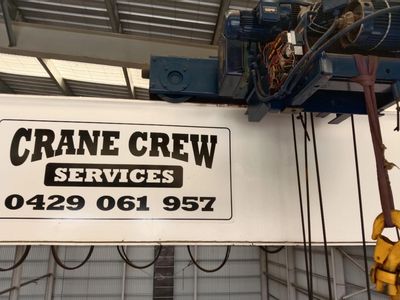 CRANE CREW
SERVICES
0429 061 957